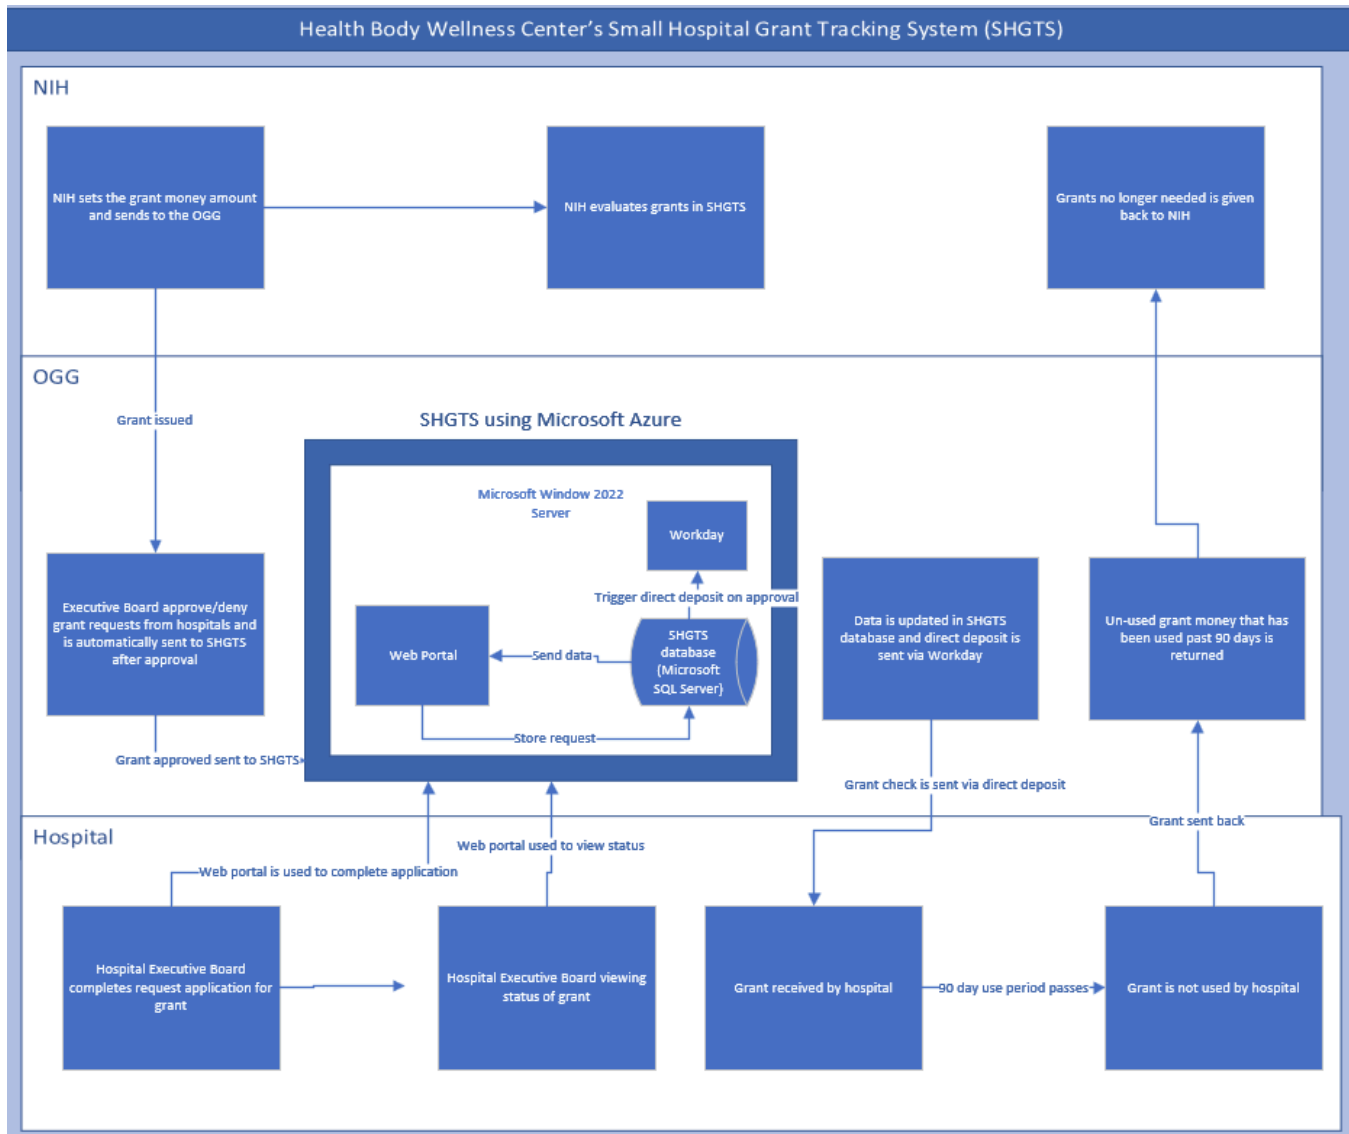 Health Body Wellness Center's Small Hospital Grant Tracking System (SHGTS)
NIH
NIH sets the grant money amount
and sends to the OGG
NIH evaluates grants in SHGTS
Grants no longer needed is given
back to NIH
OGG
Grant issued
SHGTS using Microsoft Azure
Microsoft Window 2022
Server
Workday
Trigger direct deposit on approval
Executive Board approve/deny
grant requests from hospitals and
is automatically sent to SHGTS
after approval
Web Portal
Send data
SHGTS
database
(Microsoft
SQL Server)
Store request
Data is updated in SHGTS
database and direct deposit is
sent via Workday
Un-used grant money that has
been used past 90 days is
returned
Grant approved sent to SHGTS
Grant check is sent via direct deposit
Grant sent back
Hospital
Web portal used to view status
Web portal is used to complete application
Hospital Executive Board
completes request application for
grant
Hospital Executive Board viewing
status of grant
Grant received by hospital
90 day use period passes
Grant is not used by hospital